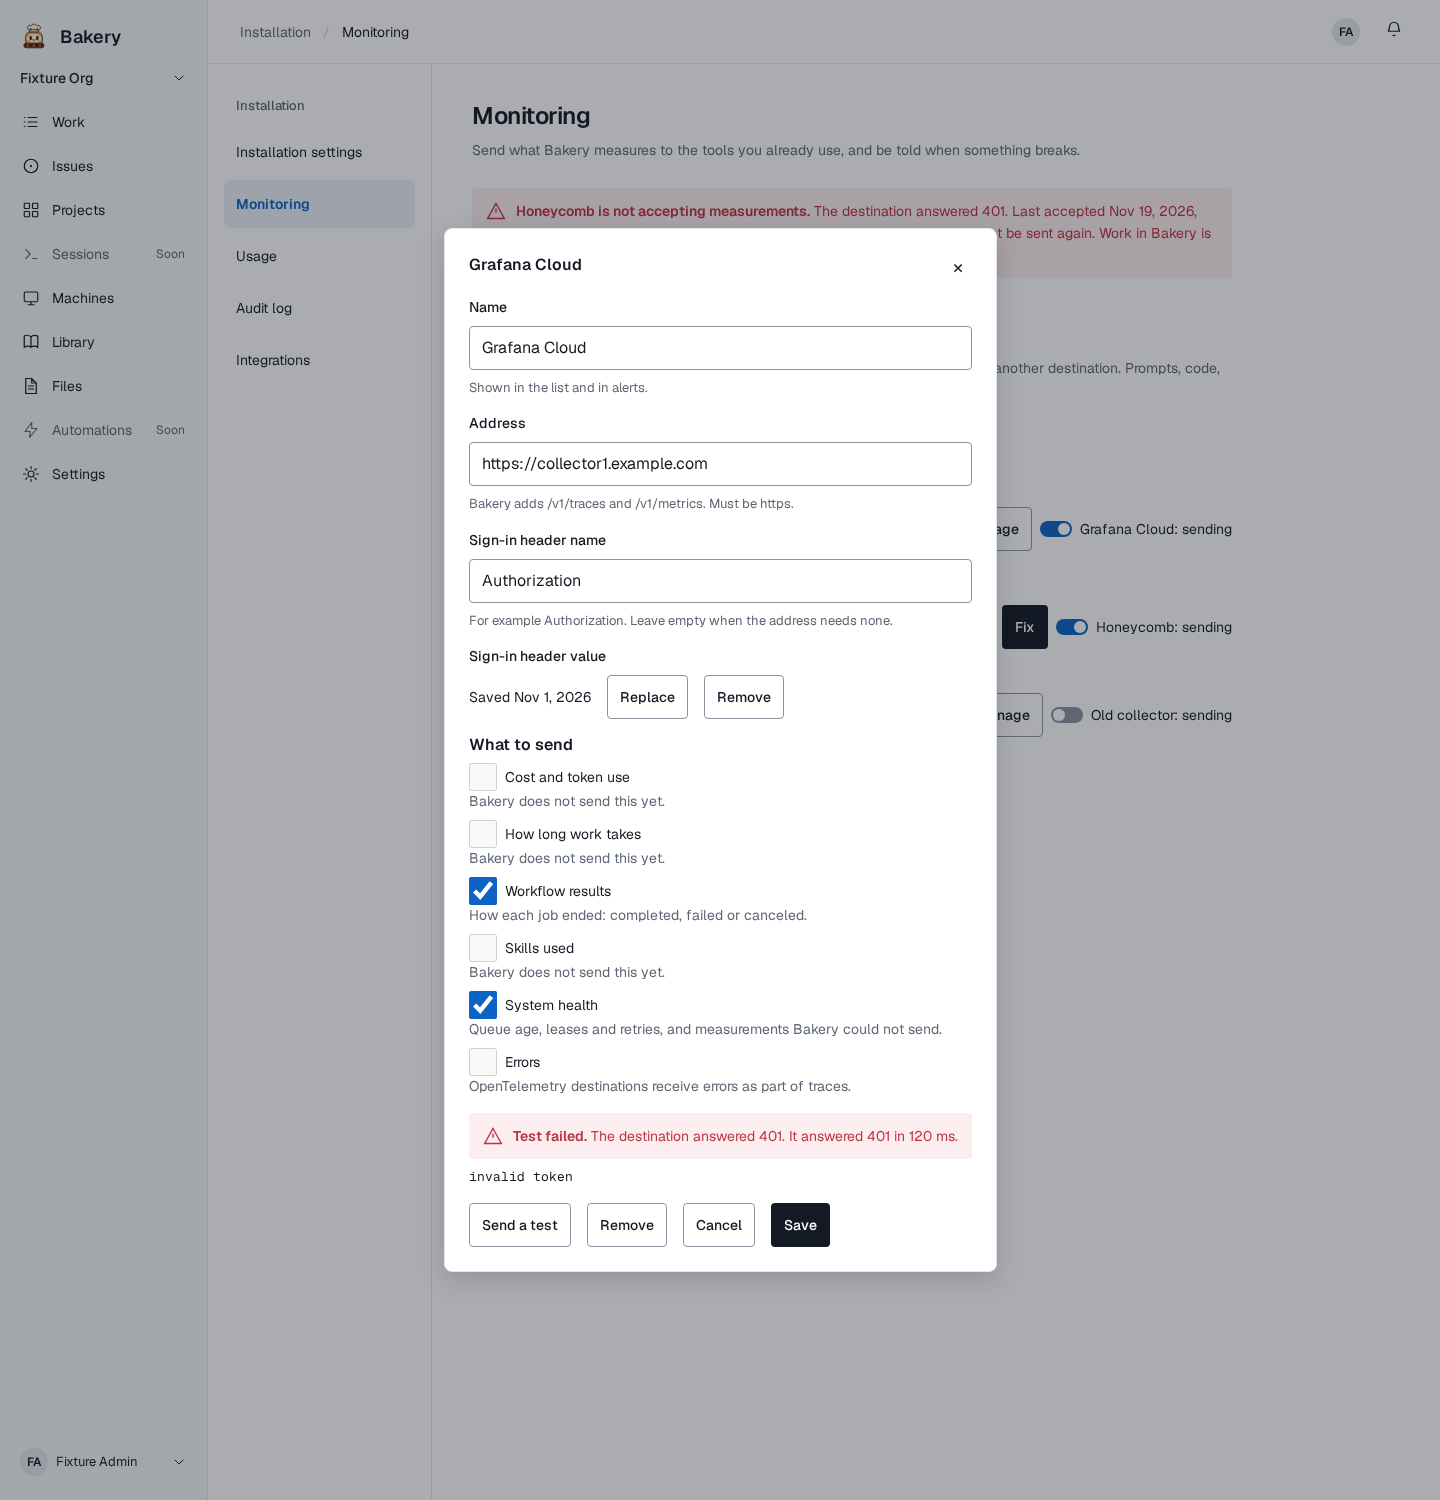 Bakery
Fixture Org
Work
Issues
Projects
Sessions Soon
Machines
Library
Files
Automations Soon
Settings
FA Fixture Admin
Installation / Monitoring
FA
Installation
Installation settings
Monitoring
Usage
Audit log
Integrations
Monitoring
Send what Bakery measures to the tools you already use, and be told when something breaks.
Honeycomb is not accepting measurements. The destination answered 401. Last accepted Nov 19, 2026,
be sent again. Work in Bakery is
another destination. Prompts, code,
Grafana Cloud: sending
Fix Honeycomb: sending
Old collector: sending
Grafana Cloud
×
Name
Grafana Cloud
Shown in the list and in alerts.
Address
https://collector1.example.com
Bakery adds /v1/traces and /v1/metrics. Must be https.
Sign-in header name
Authorization
For example Authorization. Leave empty when the address needs none.
Sign-in header value
Saved Nov 1, 2026 Replace Remove
What to send
Cost and token use
Bakery does not send this yet.
How long work takes
Bakery does not send this yet.
Workflow results
How each job ended: completed, failed or canceled.
Skills used
Bakery does not send this yet.
System health
Queue age, leases and retries, and measurements Bakery could not send.
Errors
OpenTelemetry destinations receive errors as part of traces.
Test failed. The destination answered 401. It answered 401 in 120 ms.
invalid token
Send a test Remove Cancel Save